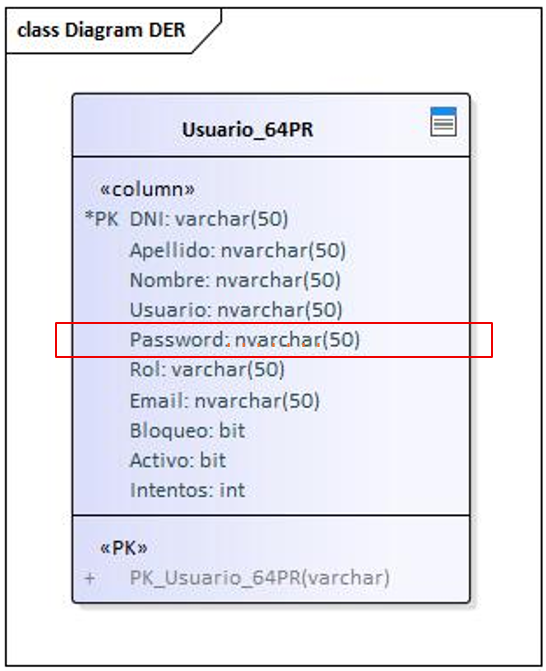 class Diagram DER
Usuario_64PR
«column»
*PK DNI: varchar(50)
Apellido: nvarchar(50)
Nombre: nvarchar(50)
Usuario: nvarchar(50)
Password: nvarchar(50)
Rol: varchar(50)
Email: nvarchar(50)
Bloqueo: bit
Activo: bit
Intentos: int
«PK»
+ PK_Usuario_64PR(varchar)